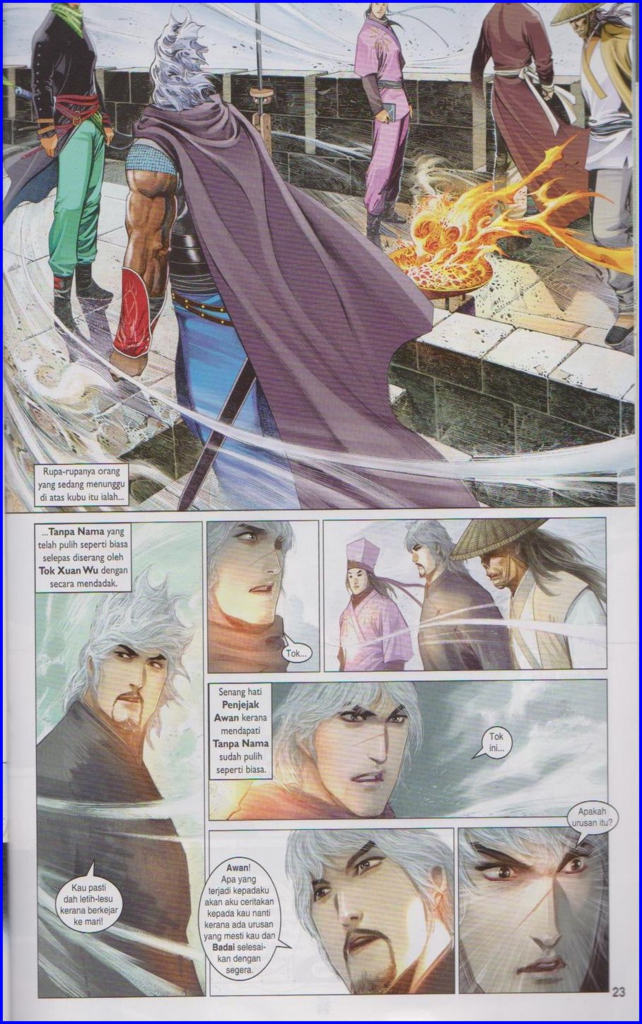 Rupa-rupanya orang
yang sedang menunggu
di atas kubu itu ialah...
...Tanpa Nama yang
telah pulih seperti biasa
selepas diserang oleh
Tok Xuan Wu dengan
secara mendadak.
Kau pasti
dah letih-lesu
kerana berkejar
ke mari!
Tok...
Senang hati
Penjejak
Awan kerana
mendapati
Tanpa Nama
sudah pulih
seperti biasa.
Tok
ini...
Awan!
Apa yang
terjadi kepadaku
akan aku ceritakan
kepada kau nanti
kerana ada urusan
yang mesti kau dan
Badai selesai-
kan dengan
segera.
Apakah
urusan itu?
23